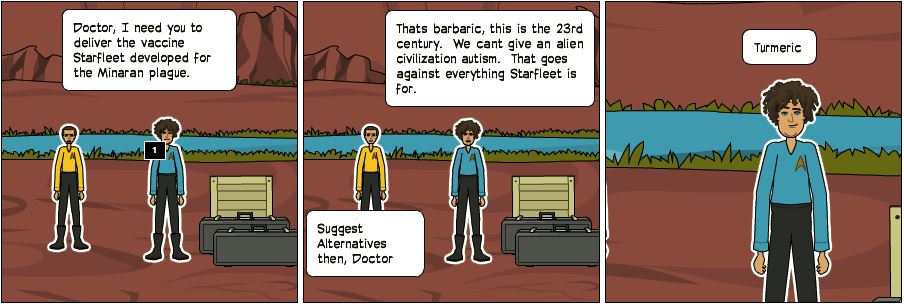 Doctor, I need you to
deliver the vaccine
Starfleet developed for
the Minaran plague.
1
Thats barbaric, this is the 23rd
century. We cant give an alien
civilization autism. That goes
against everything Starfleet is
for.
Suggest
Alternatives
then, Doctor
Turmeric